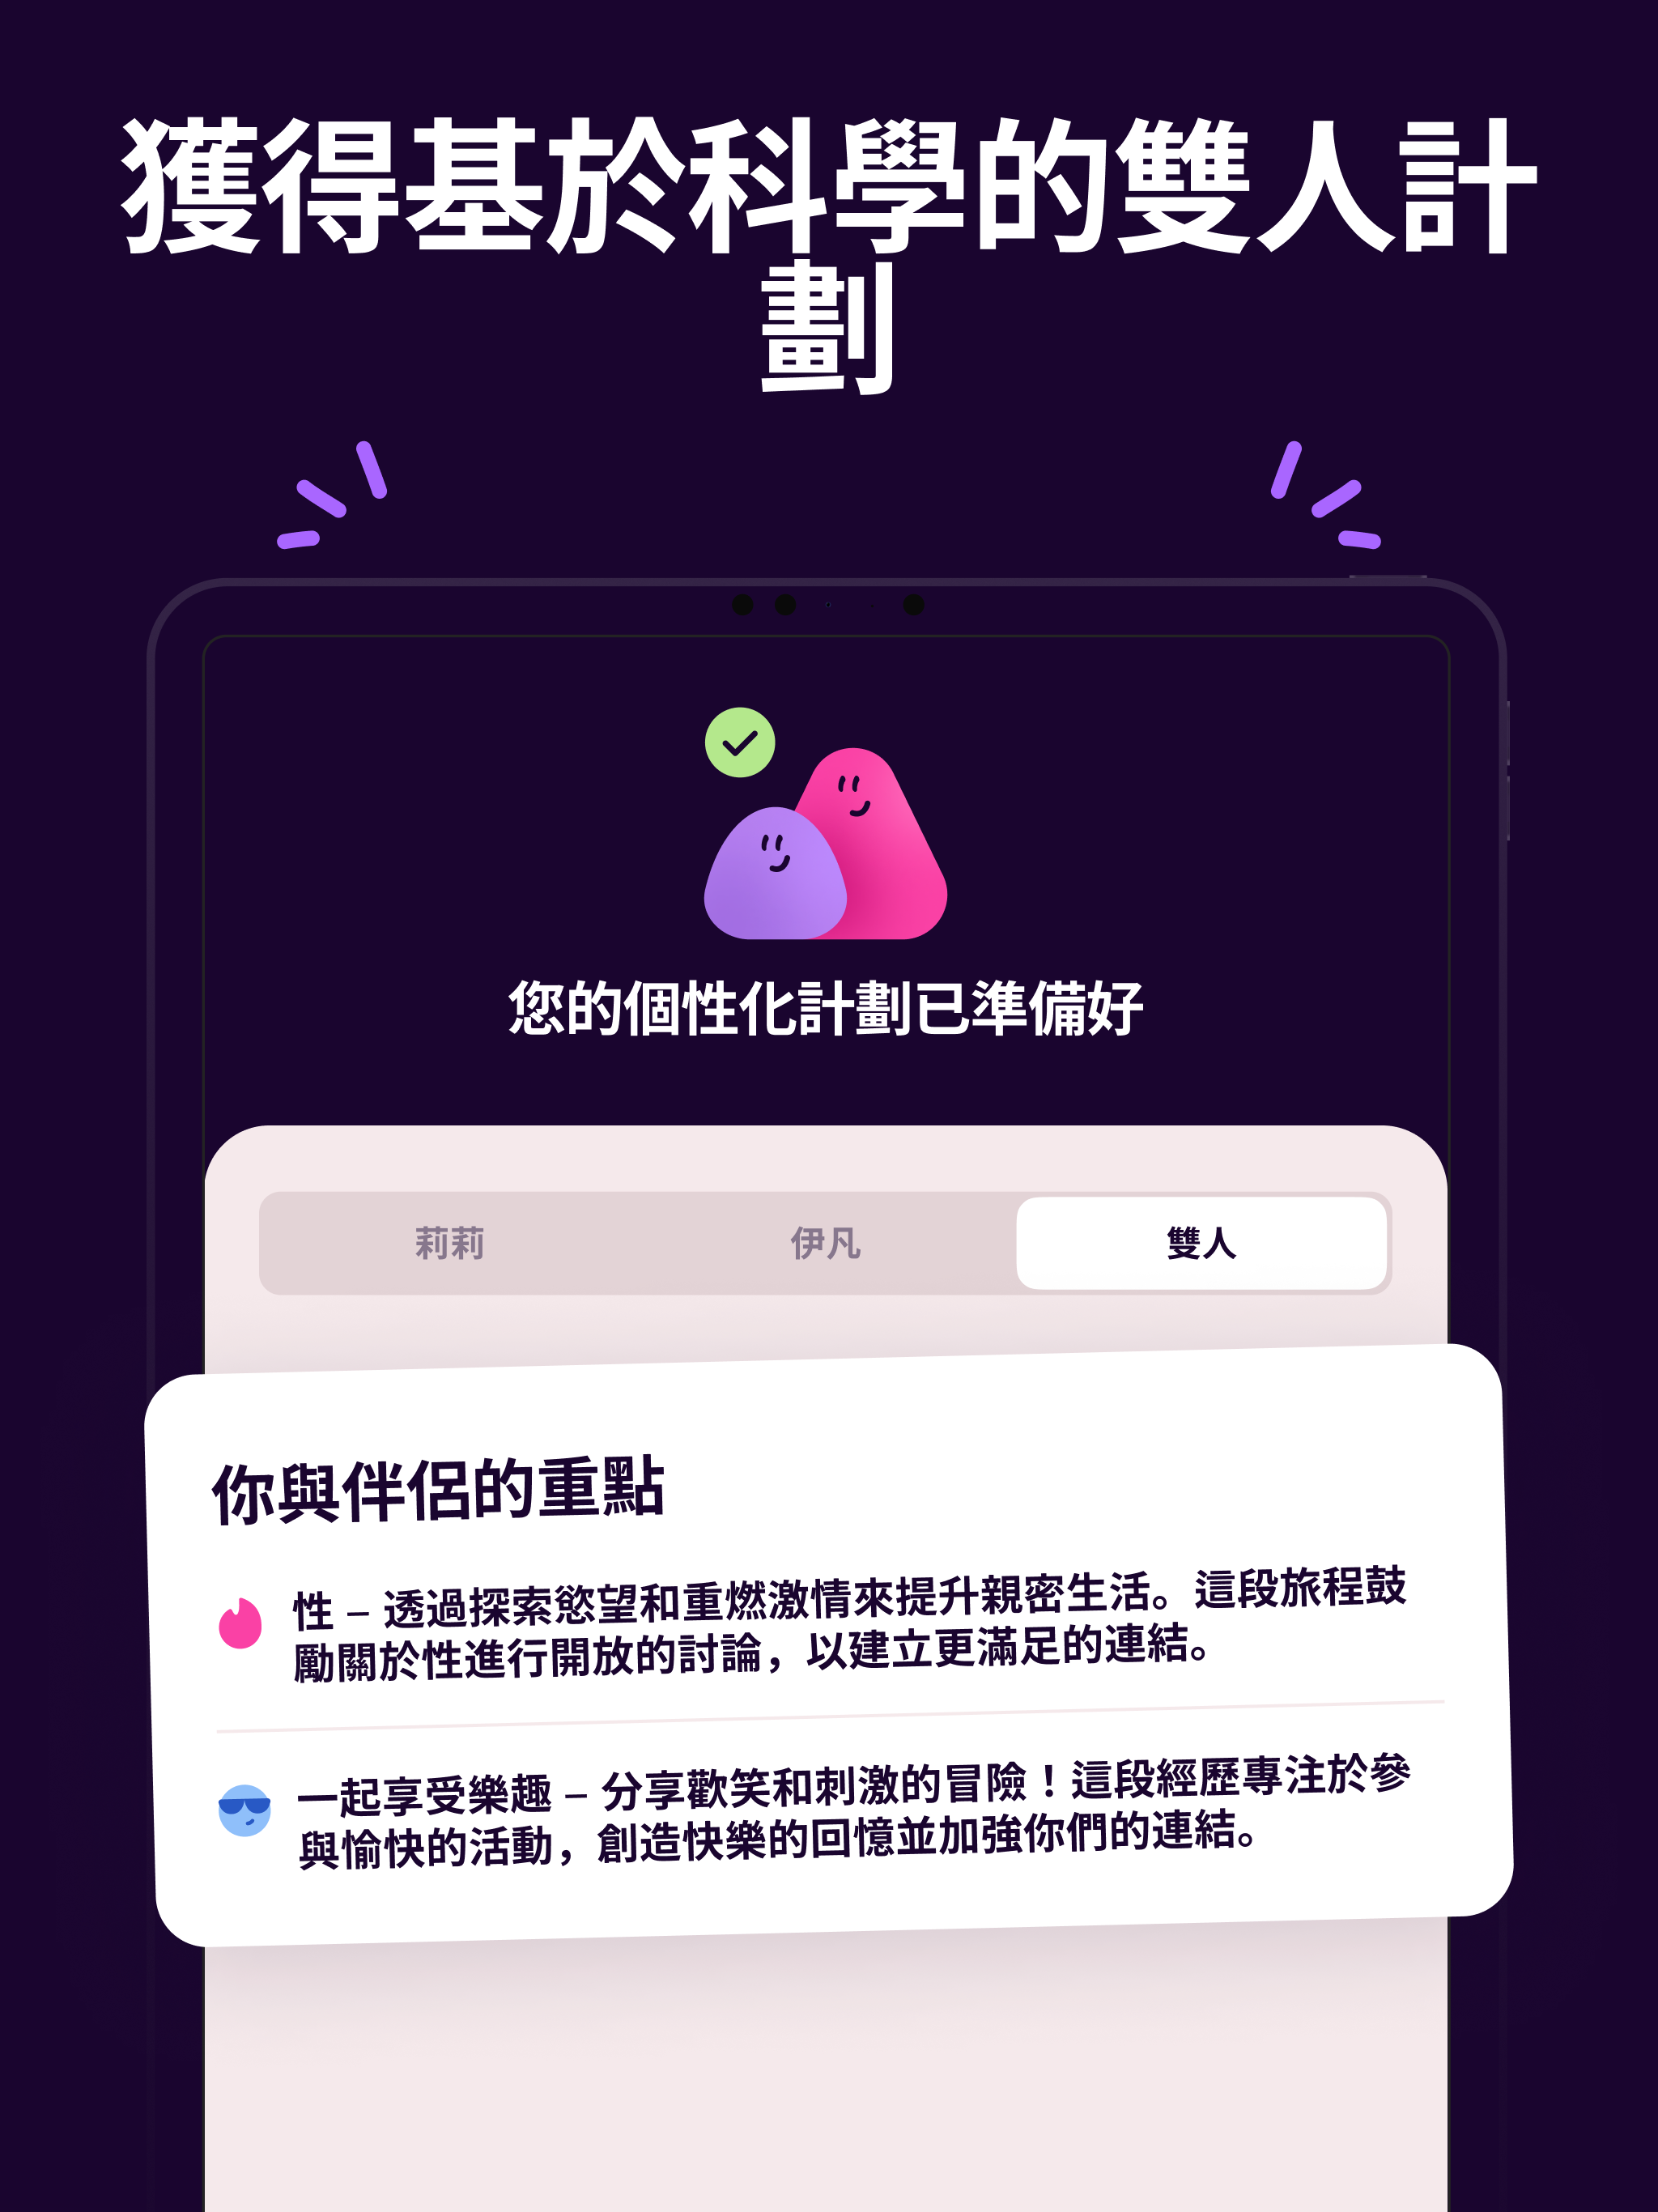 獲得基於科學的雙人計
劃
您的個性化計劃已準備好
莉莉
伊凡
雙人
你與伴侶的重點
性 – 透過探索慾望和重燃激情來提升親密生活。這段旅程鼓
勵關於性進行開放的討論，以建立更滿足的連結。
一起享受樂趣 – 分享歡笑和刺激的冒險！這段經歷專注於參
與愉快的活動，創造快樂的回憶並加強你們的連結。